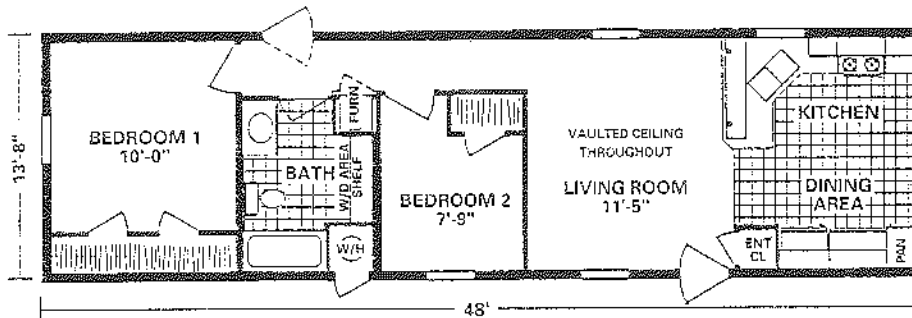 13'-8"
BEDROOM 1
10'-0"
BATH
FURN
W/D AREA
SHELF
W/H
BEDROOM 2
7'-9"
VAULTED CEILING
THROUGHOUT
LIVING ROOM
11'-5"
KITCHEN
DINING
AREA
ENT
CL
PAN
48'